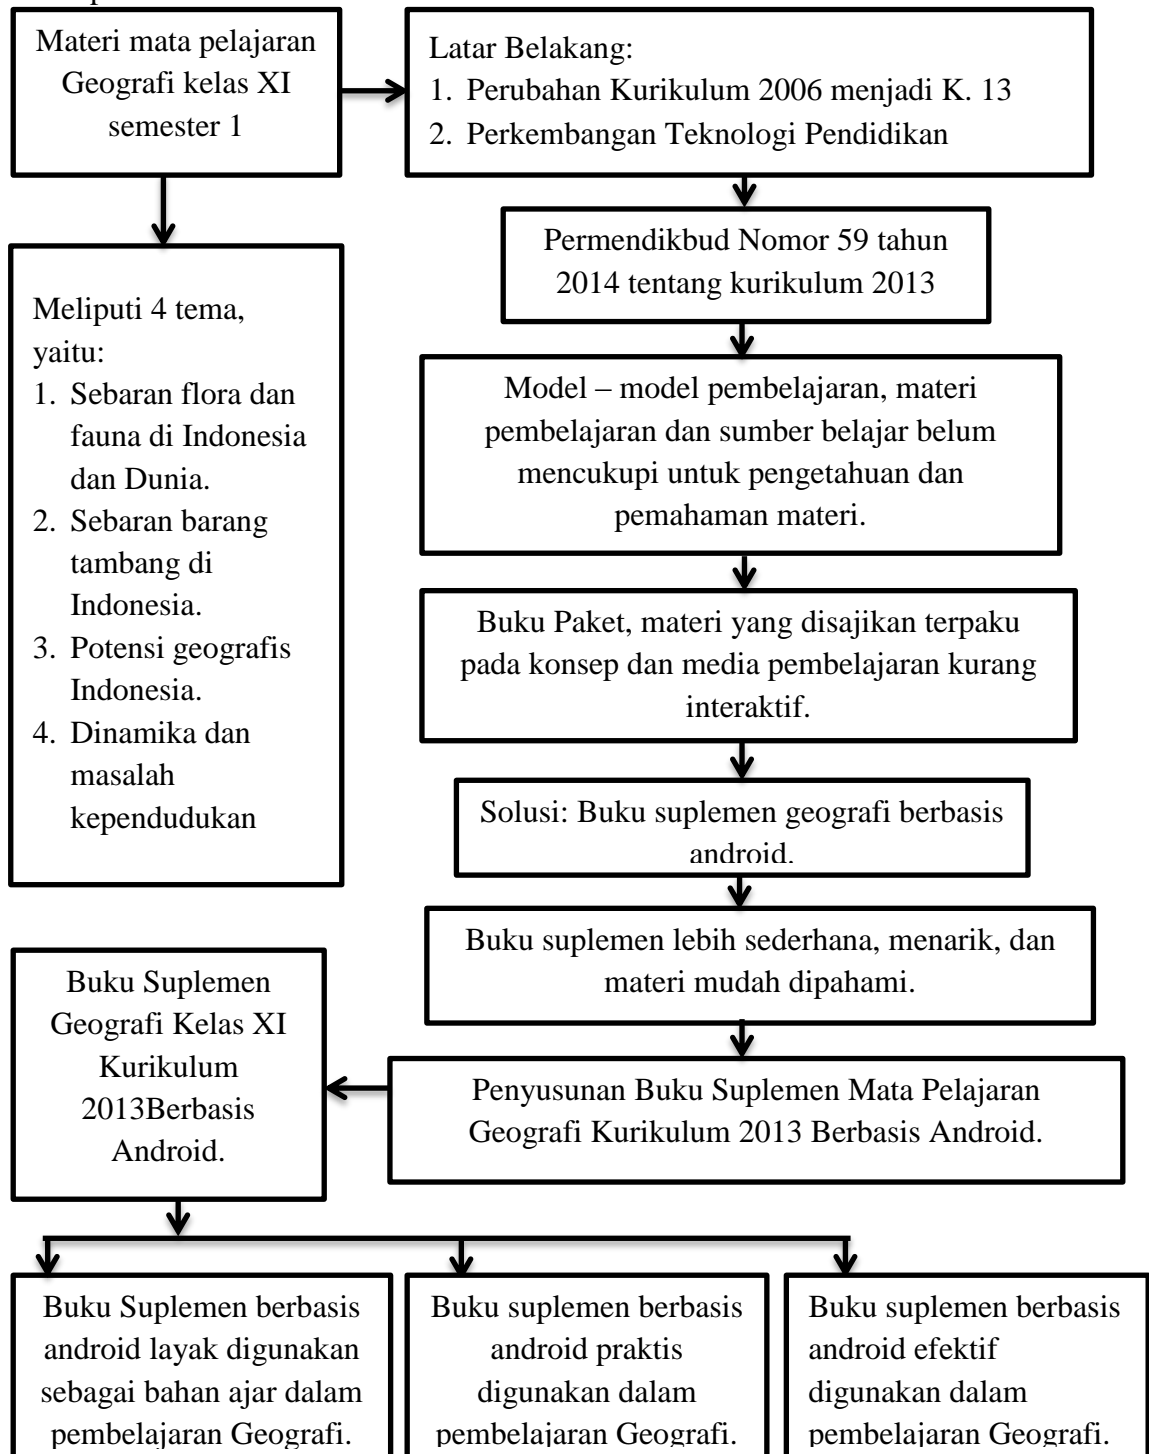 Materi mata pelajaran
Geografi kelas XI
semester 1
Latar Belakang:
1. Perubahan Kurikulum 2006 menjadi K. 13
2. Perkembangan Teknologi Pendidikan
Permendikbud Nomor 59 tahun
2014 tentang kurikulum 2013
Meliputi 4 tema,
yaitu:
1. Sebaran flora dan
fauna di Indonesia
dan Dunia.
2. Sebaran barang
tambang di
Indonesia.
3. Potensi geografis
Indonesia.
4. Dinamika dan
masalah
kependudukan
Model – model pembelajaran, materi
pembelajaran dan sumber belajar belum
mencukupi untuk pengetahuan dan
pemahaman materi.
Buku Paket, materi yang disajikan terpaku
pada konsep dan media pembelajaran kurang
interaktif.
Solusi: Buku suplemen geografi berbasis
android.
Buku suplemen lebih sederhana, menarik, dan
materi mudah dipahami.
Penyusunan Buku Suplemen Mata Pelajaran
Geografi Kurikulum 2013 Berbasis Android.
Buku Suplemen
Geografi Kelas XI
Kurikulum
2013Berbasis
Android.
Buku Suplemen berbasis
android layak digunakan
sebagai bahan ajar dalam
pembelajaran Geografi.
Buku suplemen berbasis
android praktis
digunakan dalam
pembelajaran Geografi.
Buku suplemen berbasis
android efektif
digunakan dalam
pembelajaran Geografi.